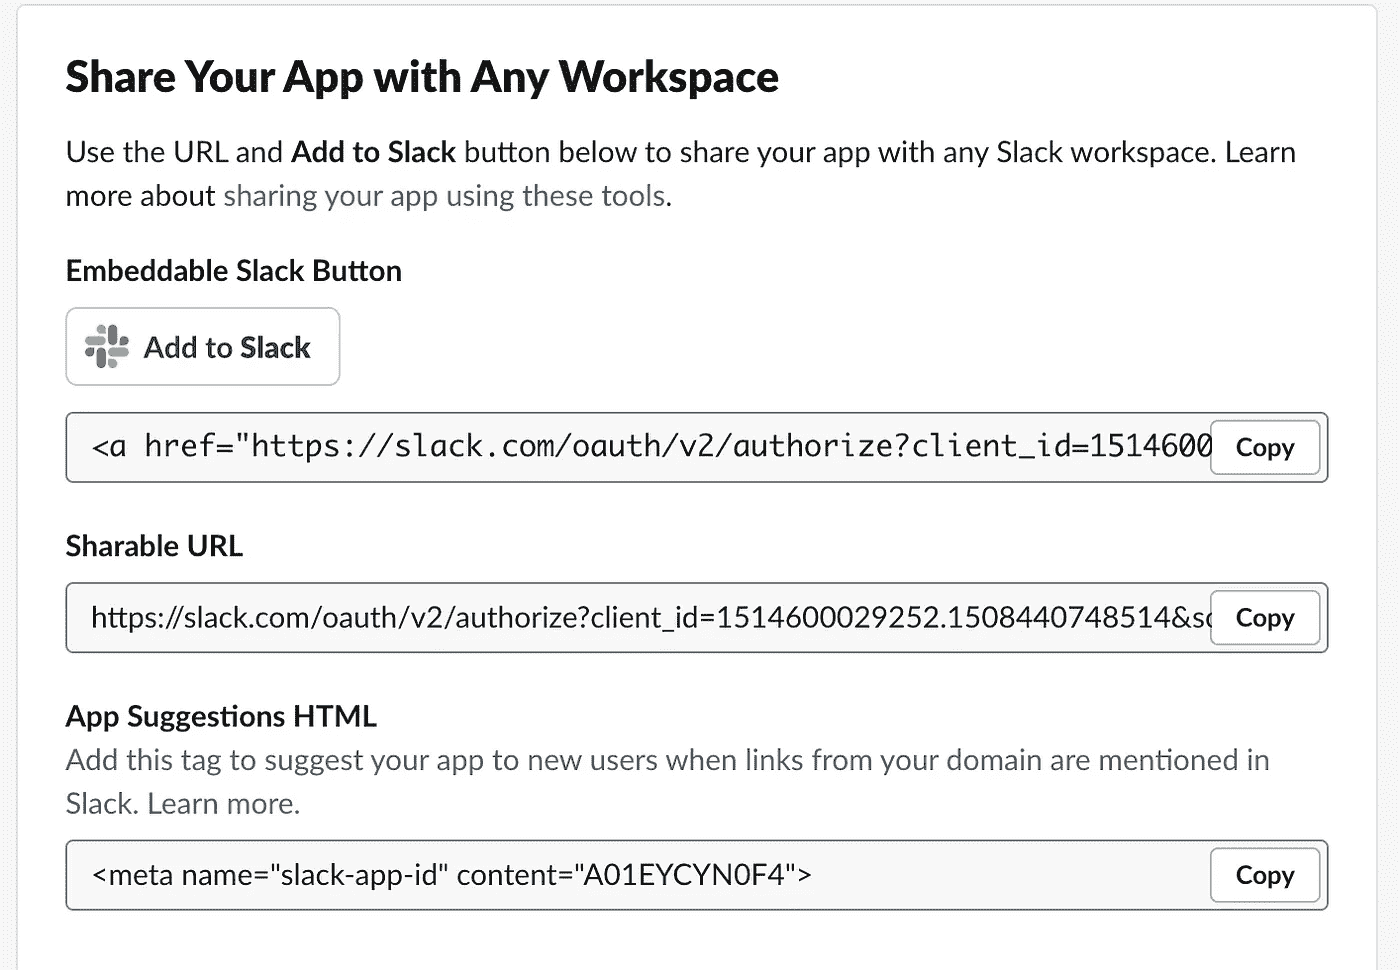 Share Your App with Any Workspace
Use the URL and Add to Slack button below to share your app with any Slack workspace. Learn
more about sharing your app using these tools.
Embeddable Slack Button
Add to Slack
<a href="https://slack.com/oauth/v2/authorize?client_id=1514600
Copy
Sharable URL
https://slack.com/oauth/v2/authorize?client_id=1514600029252.1508440748514&sc
Copy
App Suggestions HTML
Add this tag to suggest your app to new users when links from your domain are mentioned in
Slack. Learn more.
<meta name="slack-app-id" content="A01EYCYN0F4">
Copy